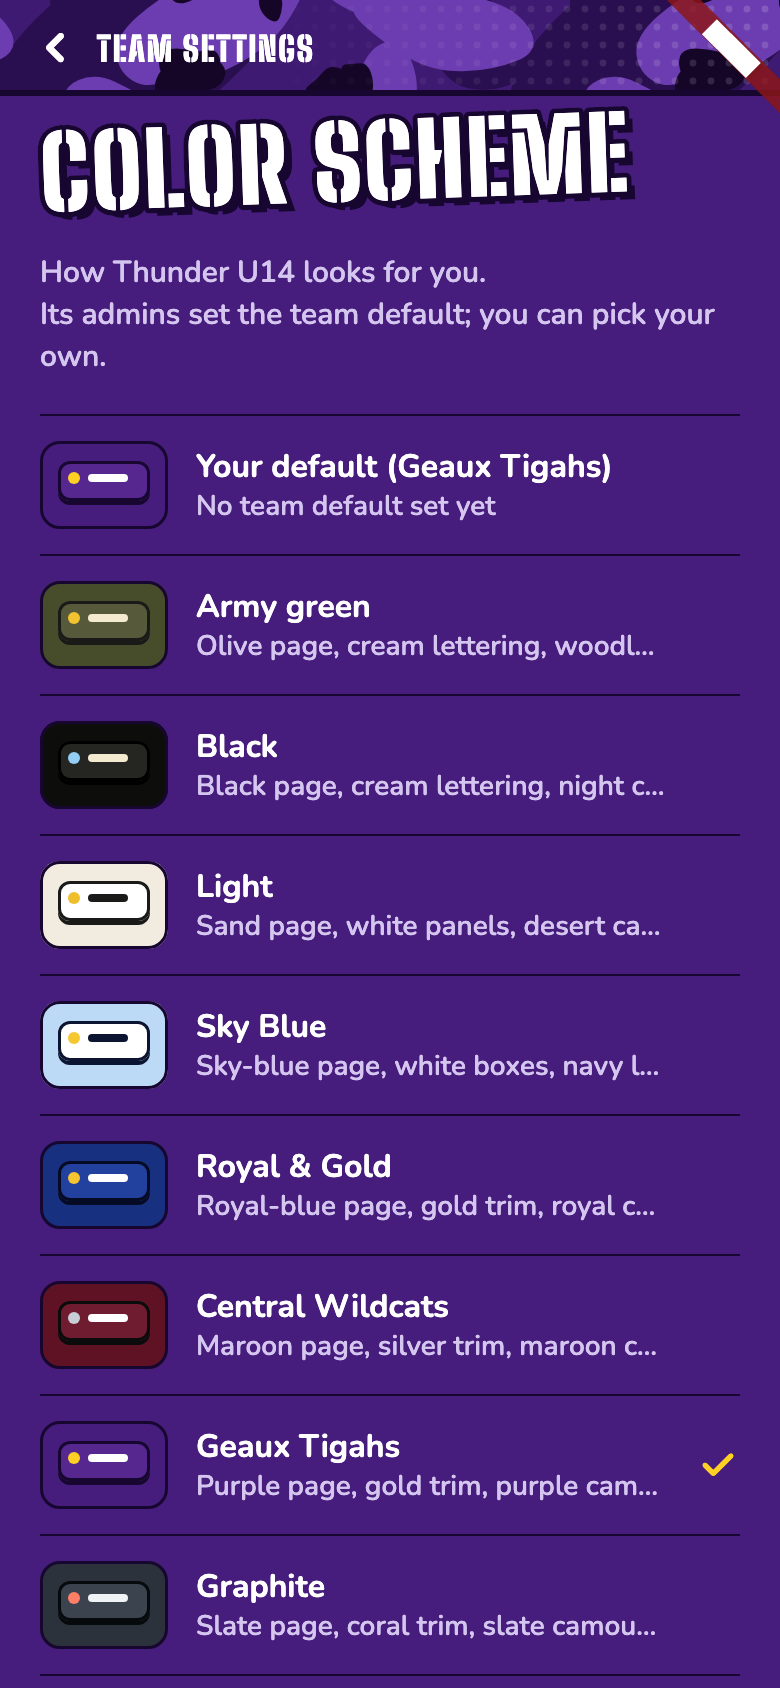 TEAM SETTINGS
COLOR SCHEME
How Thunder U14 looks for you.
Its admins set the team default; you can pick your
own.
Your default (Geaux Tigahs)
No team default set yet
Army green
Olive page, cream lettering, woodl...
Black
Black page, cream lettering, night c...
Light
Sand page, white panels, desert ca...
Sky Blue
Sky-blue page, white boxes, navy l...
Royal & Gold
Royal-blue page, gold trim, royal c...
Central Wildcats
Maroon page, silver trim, maroon c...
Geaux Tigahs
Purple page, gold trim, purple cam...
Graphite
Slate page, coral trim, slate camou...